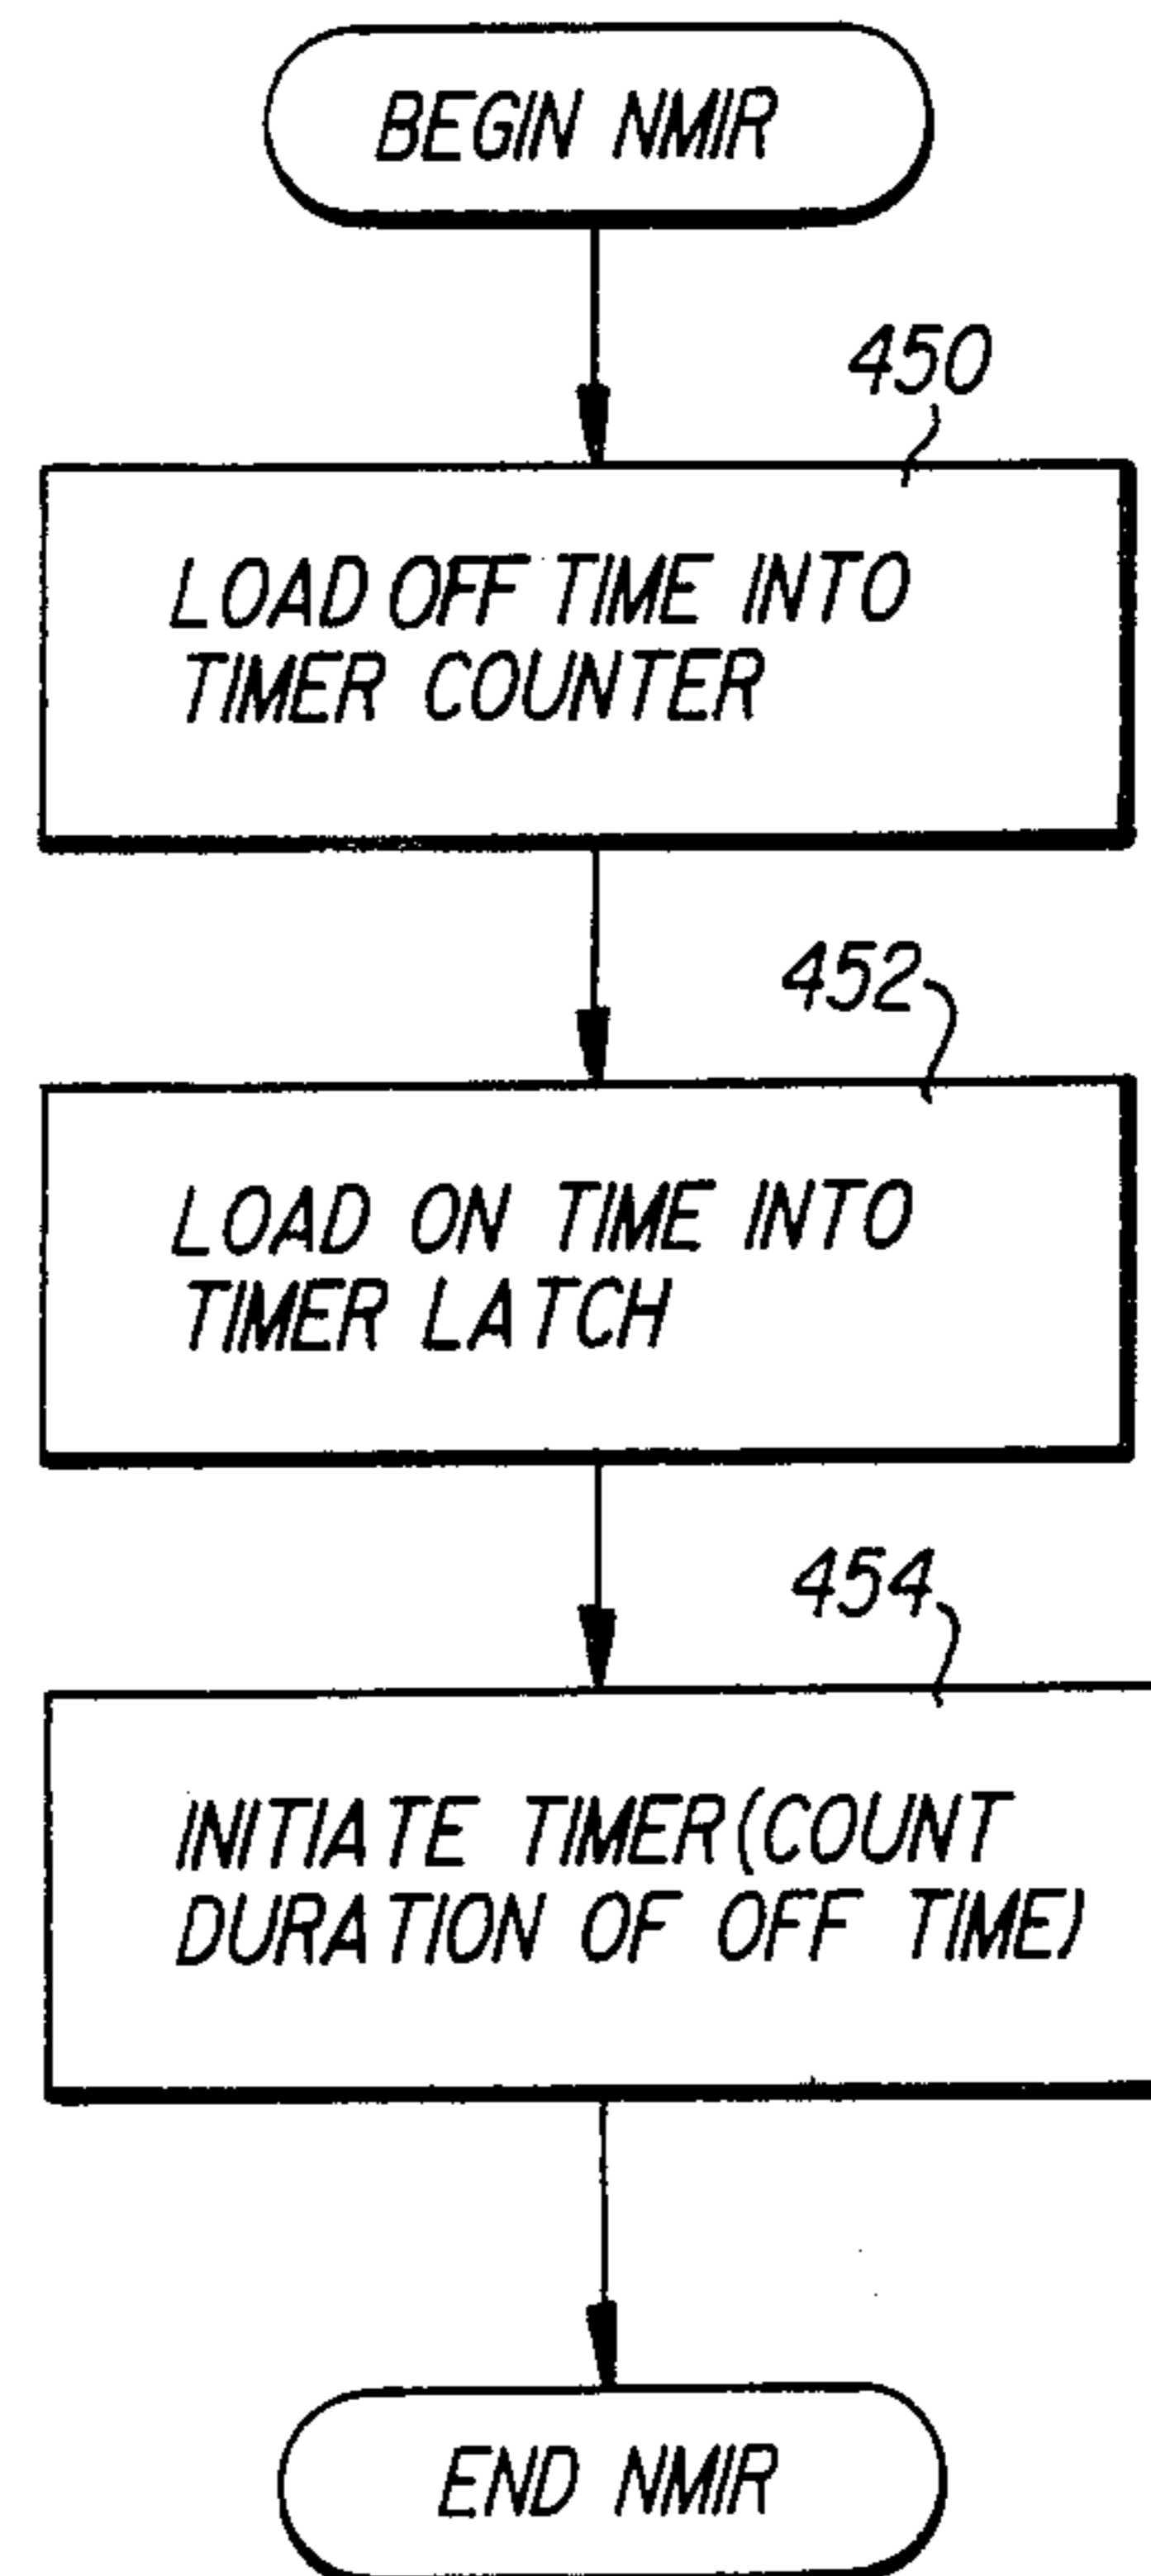 BEGIN NMIR
450
LOAD OFF TIME INTO
TIMER COUNTER
452
LOAD ON TIME INTO
TIMER LATCH
454
INITIATE TIMER (COUNT
DURATION OF OFF TIME)
END NMIR